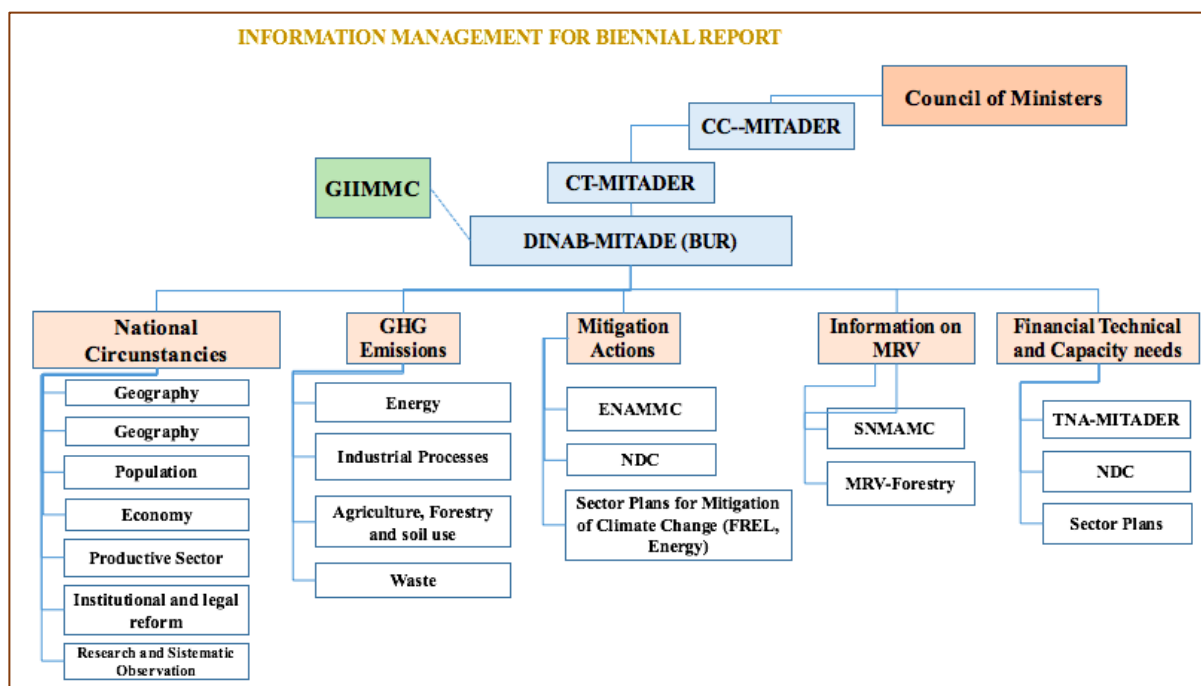 INFORMATION MANAGEMENT FOR BIENNIAL REPORT
Council of Ministers
CC--MITADER
GIIMMC
CT-MITADER
DINAB-MITADE (BUR)
National
Circunstancies
Geography
Geography
Population
Economy
Productive Sector
Institutional and legal
reform
Research and Sistematic
Observation
GHG
Emissions
Energy
Industrial Processes
Agriculture, Forestry
and soil use
Waste
Mitigation
Actions
ENAMMC
NDC
Sector Plans for Mitigation
of Climate Change (FREL,
Energy)
Information on
MRV
SNMAMC
MRV-Forestry
Financial Technical
and Capacity needs
TNA-MITADER
NDC
Sector Plans